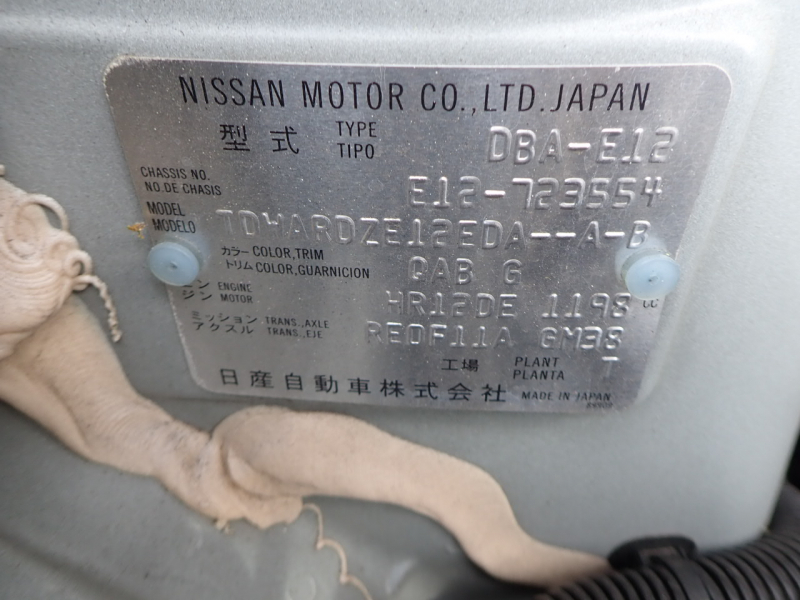 NISSAN MOTOR CO.,LTD.JAPAN
型式 TYPE TIPO DBA-E12
CHASSIS NO. NO.DE CHASIS E12-723554
MODEL MODELO TDWARDZE12EDA--A-B
カラー COLOR,TRIM
トリム COLOR,GUARNICION QAB G
エンジン ENGINE MOTOR HR12DE 1198 CC
ミッション TRANS.,AXLE
アクスル TRANS.,EJE RE0F11A GM38
工場 PLANT PLANTA T
日産自動車株式会社 MADE IN JAPAN